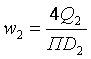 w₂ = 4Q₂ / ПD₂